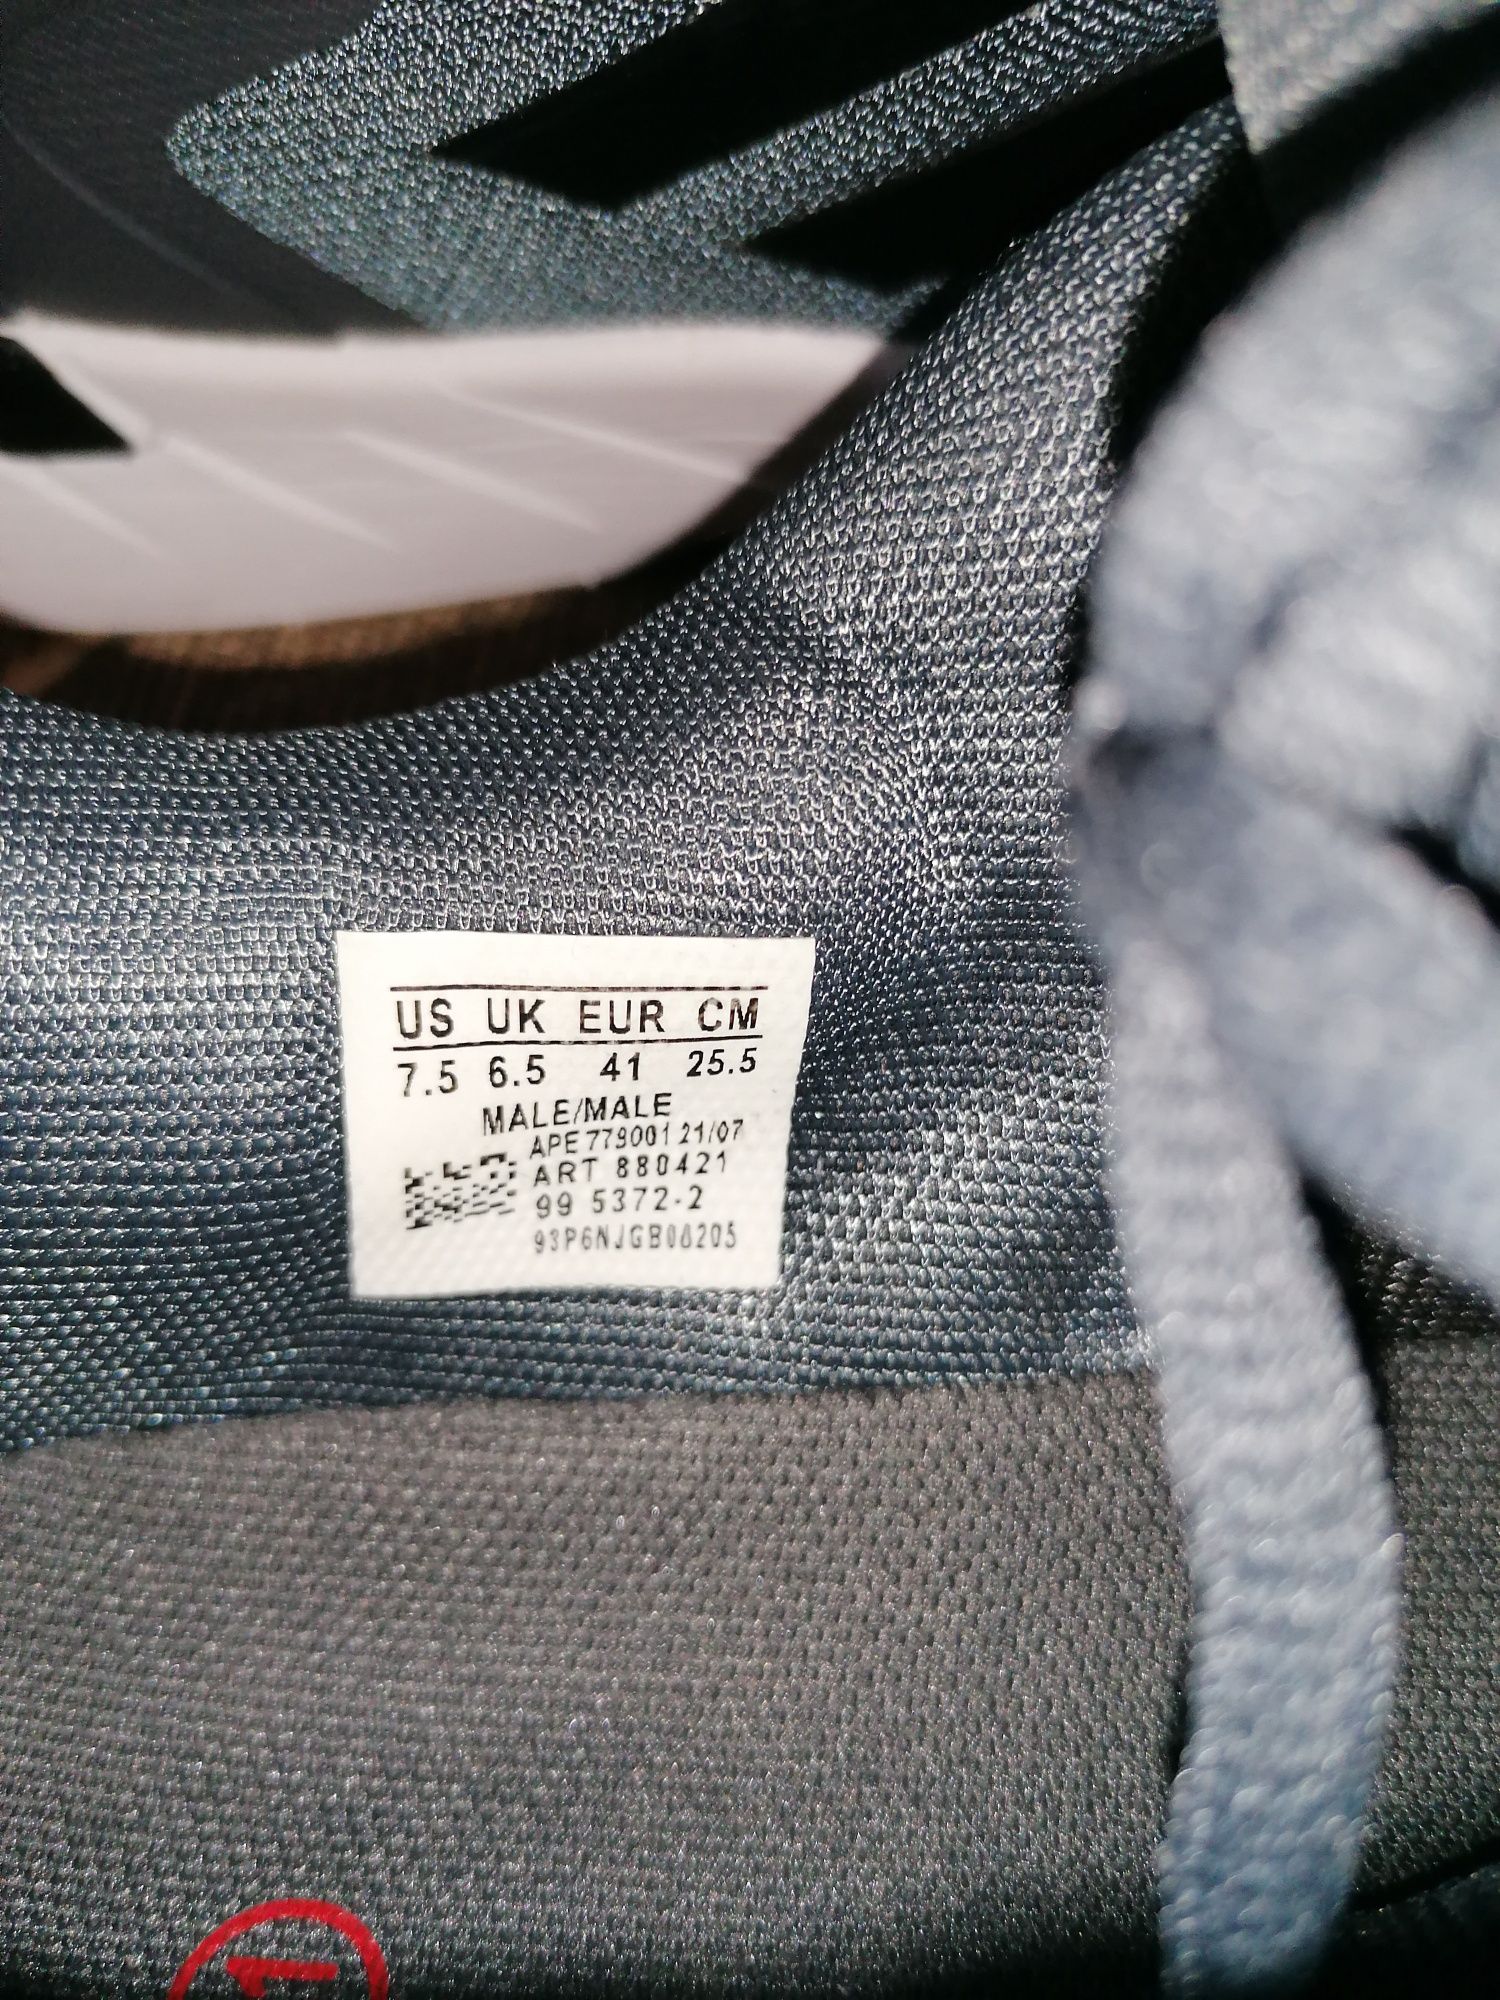 US UK EUR CM
7.5 6.5 41 25.5
MALE/MALE
APE 779001 21/07
ART 880421
99 5372-2
93P6NJGB08205